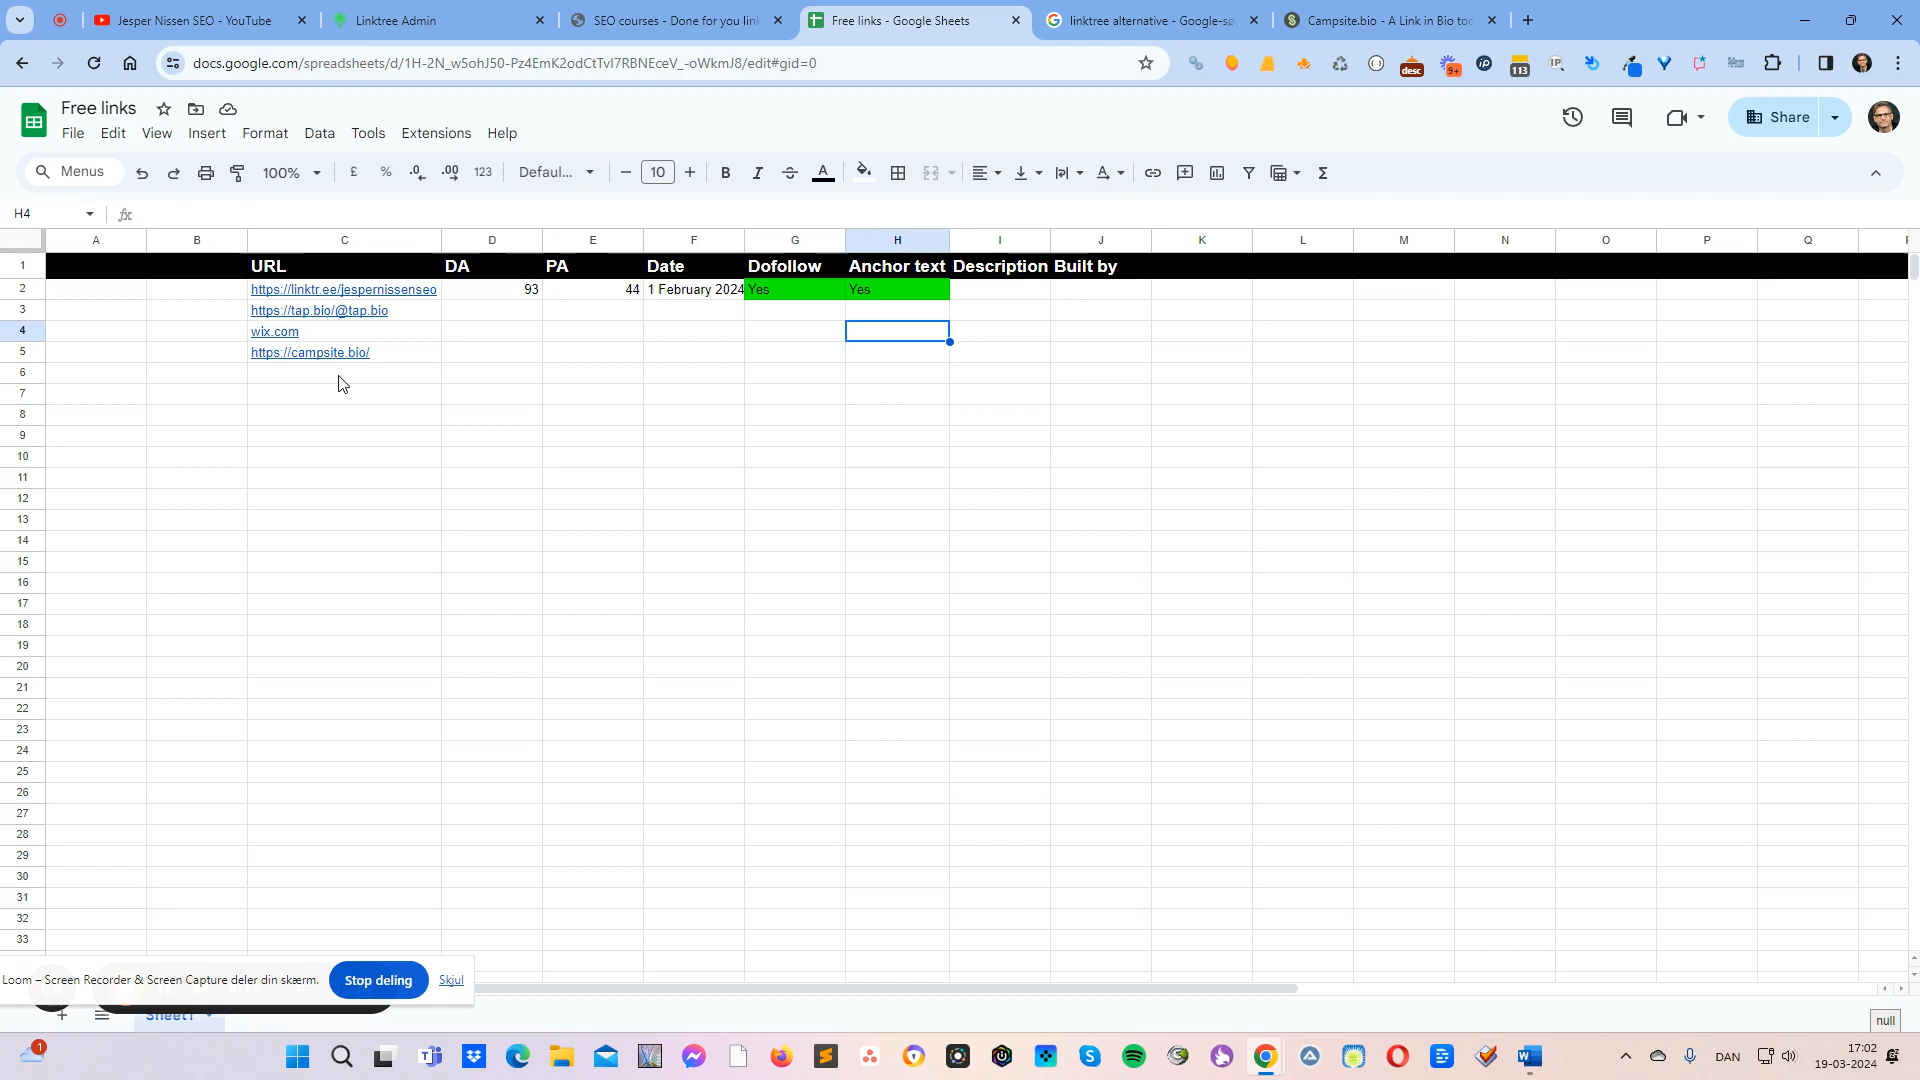 Jesper Nissen SEO - YouTube
Linktree Admin
SEO courses - Done for you link
Free links - Google Sheets
linktree alternative - Google-sø
Campsite.bio - A Link in Bio too
docs.google.com/spreadsheets/d/1H-2N_w5ohJ50-Pz4EmK2odCtTvI7RBNEceV_-oWkmJ8/edit#gid=0
desc
9+
113
Free links
File Edit View Insert Format Data Tools Extensions Help
Share
Menus
100%
£ % .0 .00 123
Defaul...
10
B I A
H4
fx
A B C D E F G H I J K L M N O P Q
1 URL DA PA Date Dofollow Anchor text Description Built by
2 https://linktr.ee/jespernissenseo 93 44 1 February 2024 Yes Yes
3 https://tap.bio/@tap.bio
4 wix.com
5 https://campsite.bio/
6
7
8
9
10
11
12
13
14
15
16
17
18
19
20
21
22
23
24
25
26
27
28
29
30
31
32
33
Loom – Screen Recorder & Screen Capture deler din skærm.
Stop deling
Skjul
Sheet1
null
1
DAN
17:02
19-03-2024